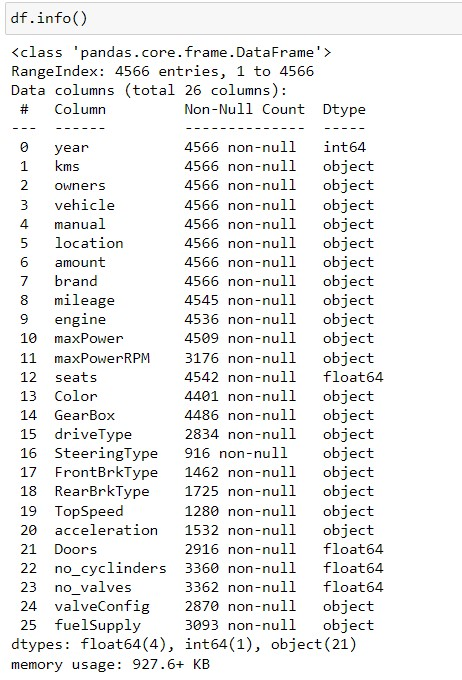 df.info()
<class 'pandas.core.frame.DataFrame'>
RangeIndex: 4566 entries, 1 to 4566
Data columns (total 26 columns):
 #   Column        Non-Null Count  Dtype
---  ------        --------------  -----
 0   year          4566 non-null   int64
 1   kms           4566 non-null   object
 2   owners        4566 non-null   object
 3   vehicle       4566 non-null   object
 4   manual        4566 non-null   object
 5   location      4566 non-null   object
 6   amount        4566 non-null   object
 7   brand         4566 non-null   object
 8   mileage       4545 non-null   object
 9   engine        4536 non-null   object
 10  maxPower      4509 non-null   object
 11  maxPowerRPM   3176 non-null   object
 12  seats         4542 non-null   float64
 13  Color         4401 non-null   object
 14  GearBox       4486 non-null   object
 15  driveType     2834 non-null   object
 16  SteeringType  916 non-null    object
 17  FrontBrkType  1462 non-null   object
 18  RearBrkType   1725 non-null   object
 19  TopSpeed      1280 non-null   object
 20  acceleration  1532 non-null   object
 21  Doors         2916 non-null   float64
 22  no_cyclinders  3360 non-null   float64
 23  no_valves     3362 non-null   float64
 24  valveConfig   2870 non-null   object
 25  fuelSupply    3093 non-null   object
dtypes: float64(4), int64(1), object(21)
memory usage: 927.6+ KB